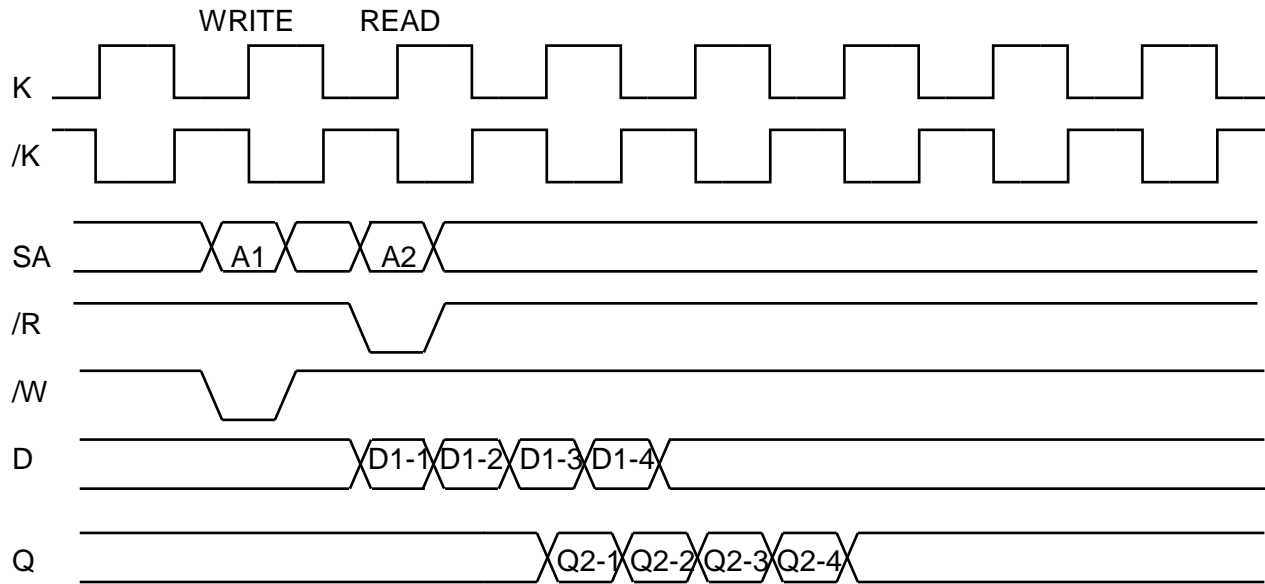 WRITE READ
K
/K
SA A1 A2
/R
/W
D D1-1 D1-2 D1-3 D1-4
Q Q2-1 Q2-2 Q2-3 Q2-4